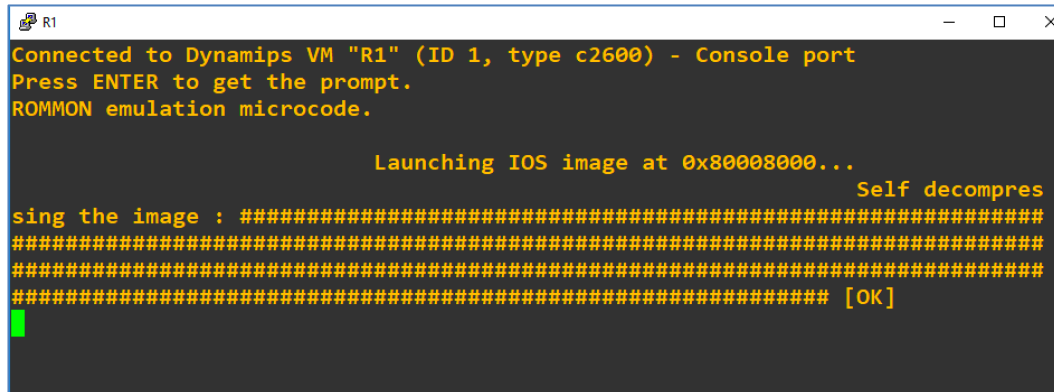 R1
Connected to Dynamips VM "R1" (ID 1, type c2600) - Console port
Press ENTER to get the prompt.
ROMMON emulation microcode.
Launching IOS image at 0x80008000...
Self decompres
sing the image : ############################################################
#############################################################################
#############################################################################
############################################################# [OK]